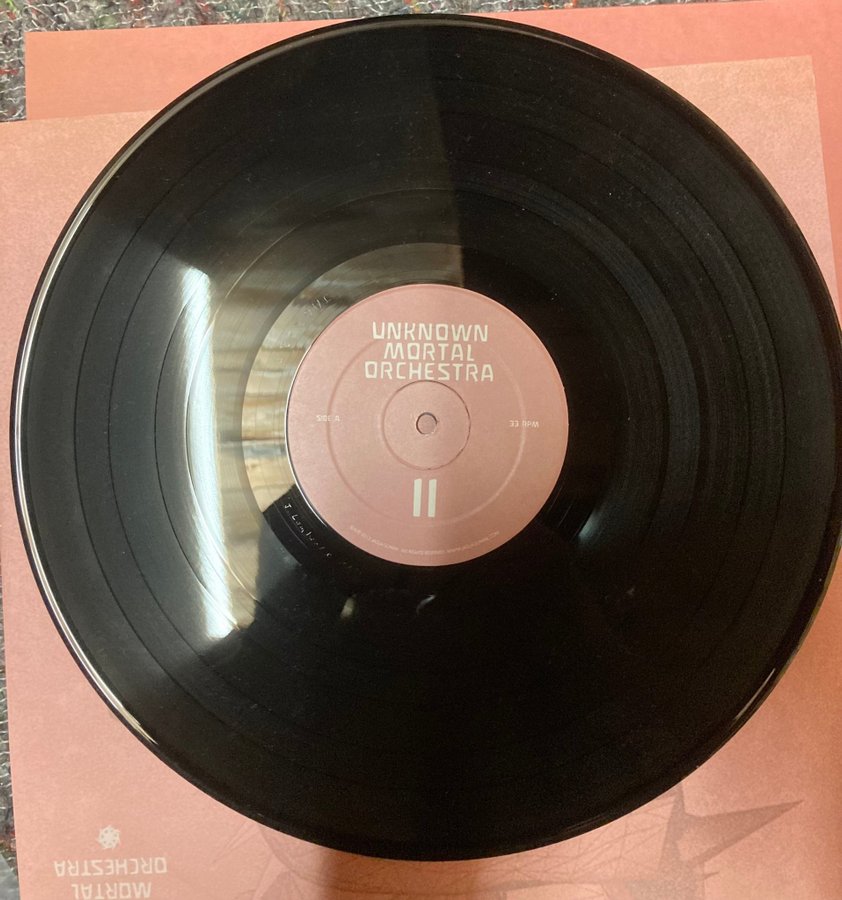 UNKNOWN
MORTAL
ORCHESTRA
SIDE A
33 RPM
II
MORTAL
ORCHESTRA